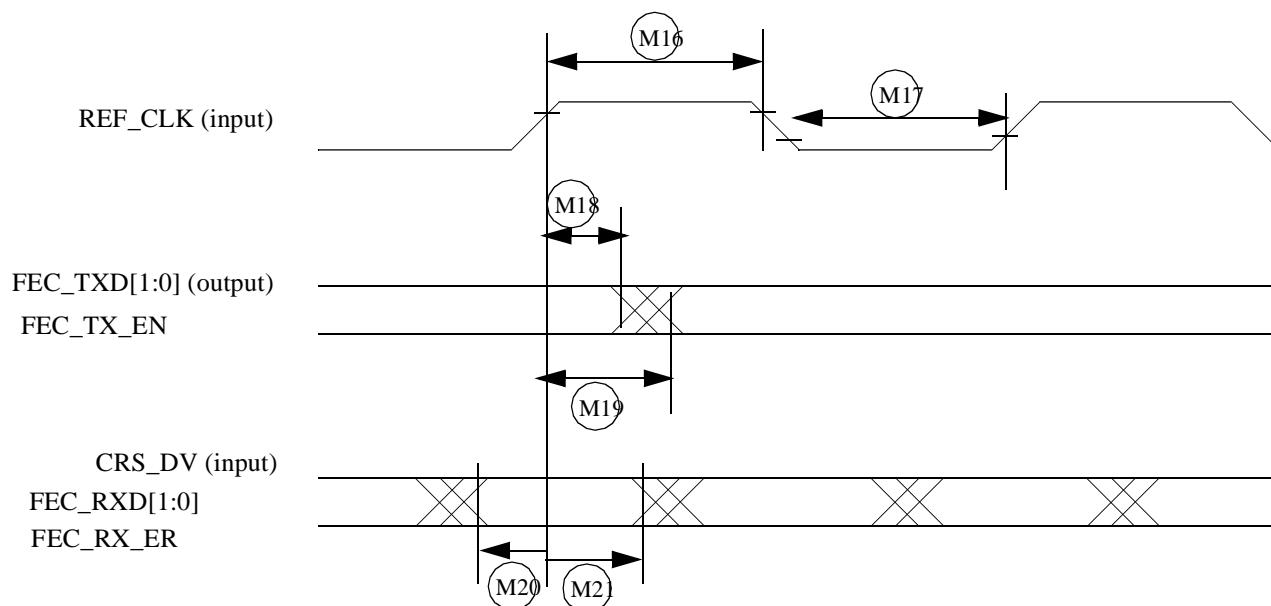 M16
M17
REF_CLK (input)
M18
FEC_TXD[1:0] (output)
FEC_TX_EN
M19
CRS_DV (input)
FEC_RXD[1:0]
FEC_RX_ER
M20
M21